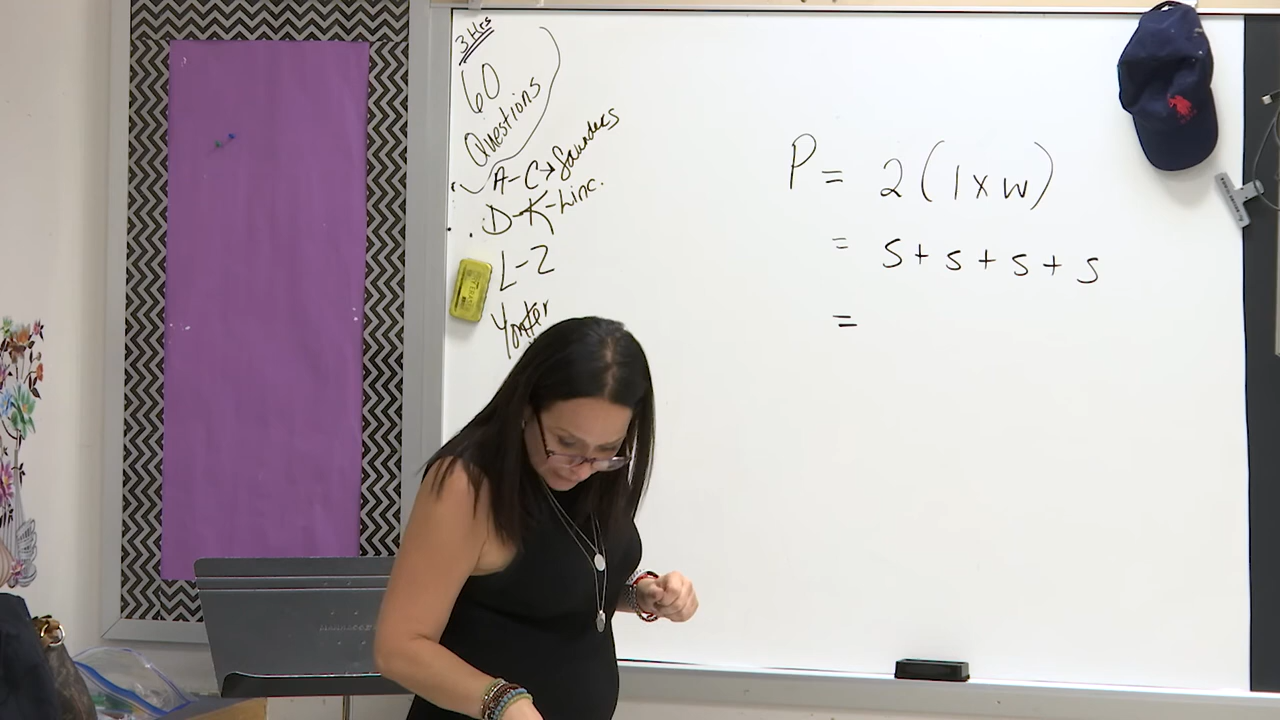 3 Hrs
60
Questions
A-C→Saunders
D-K-Linc.
L-Z
Yonter
P = 2(l x w)
= s + s + s + s
=